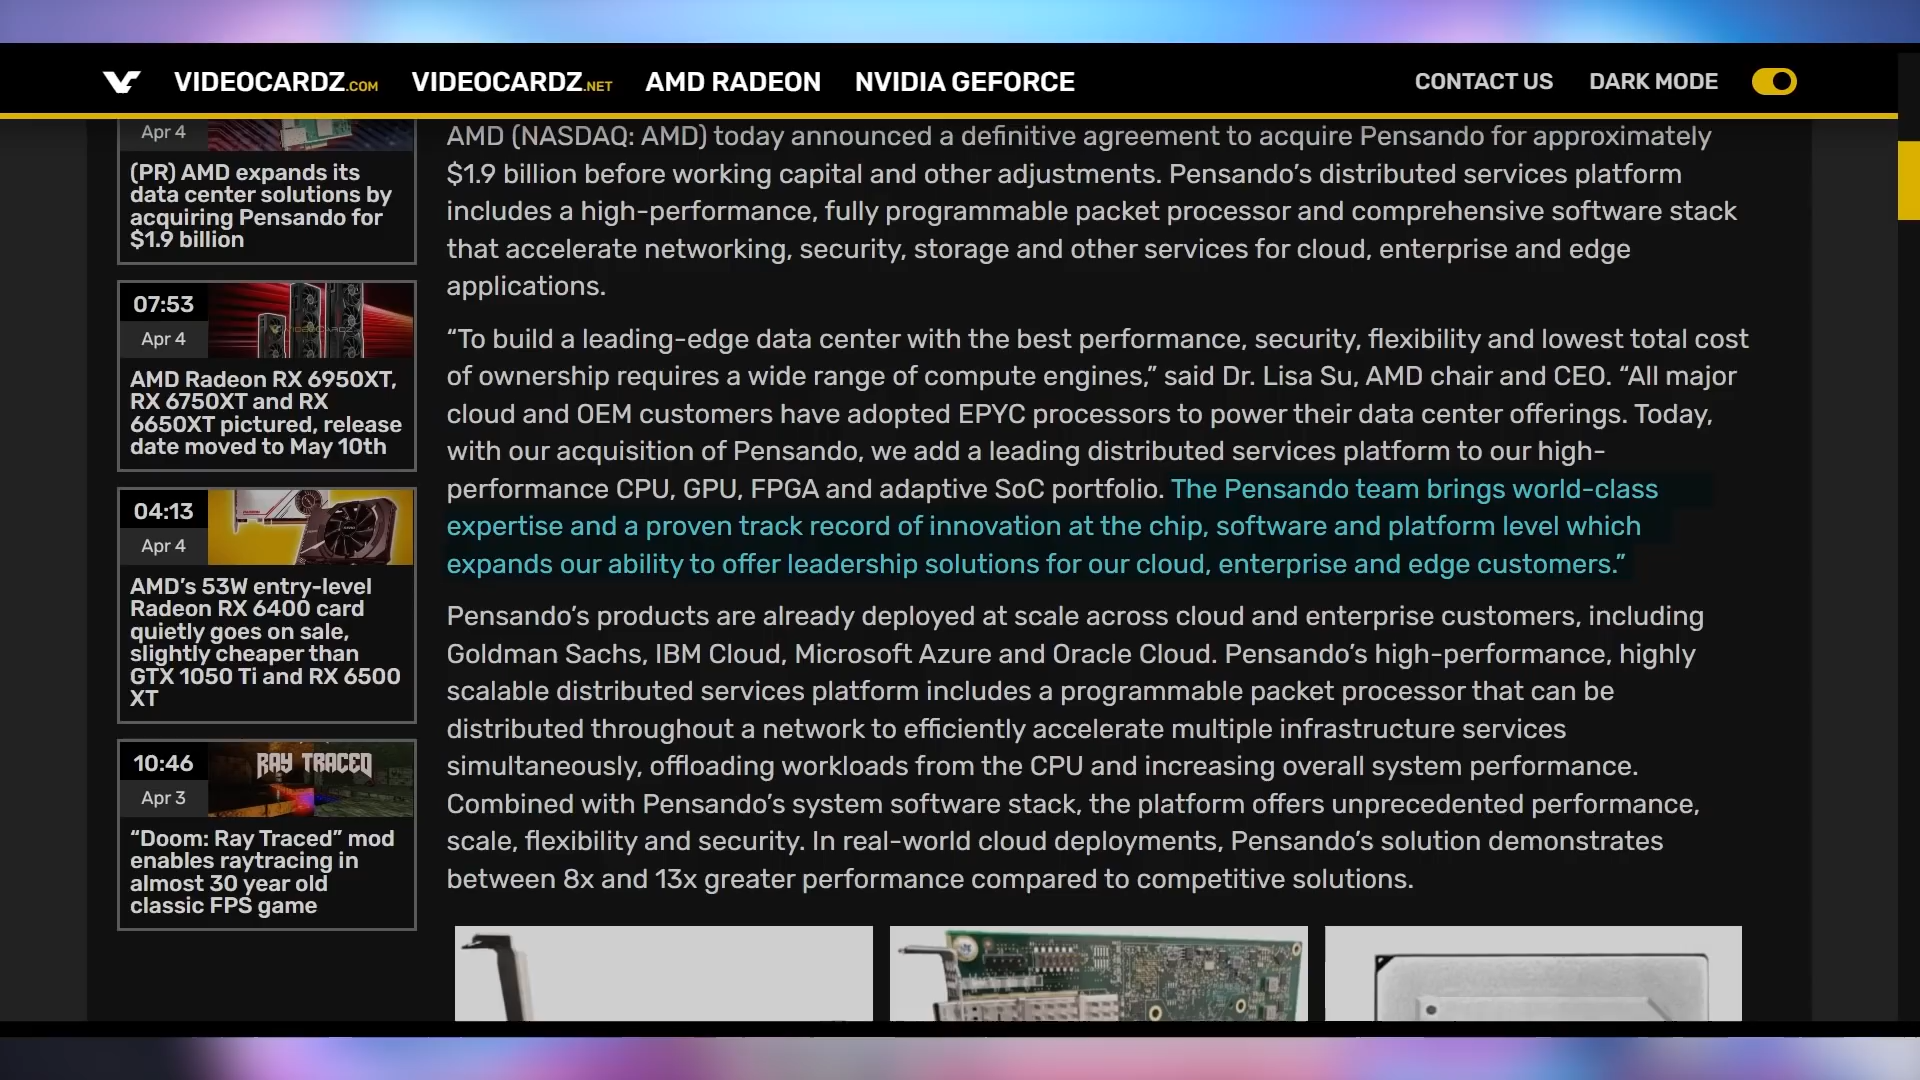 VIDEOCARDZ.COM VIDEOCARDZ.NET AMD RADEON NVIDIA GEFORCE CONTACT US DARK MODE
Apr 4
(PR) AMD expands its
data center solutions by
acquiring Pensando for
$1.9 billion
07:53
Apr 4
VIDEOCARDZ
AMD Radeon RX 6950XT,
RX 6750XT and RX
6650XT pictured, release
date moved to May 10th
04:13
Apr 4
AMD's 53W entry-level
Radeon RX 6400 card
quietly goes on sale,
slightly cheaper than
GTX 1050 Ti and RX 6500
XT
10:46
Apr 3
RAY TRACED
“Doom: Ray Traced” mod
enables raytracing in
almost 30 year old
classic FPS game
AMD (NASDAQ: AMD) today announced a definitive agreement to acquire Pensando for approximately
$1.9 billion before working capital and other adjustments. Pensando’s distributed services platform
includes a high-performance, fully programmable packet processor and comprehensive software stack
that accelerate networking, security, storage and other services for cloud, enterprise and edge
applications.
“To build a leading-edge data center with the best performance, security, flexibility and lowest total cost
of ownership requires a wide range of compute engines,” said Dr. Lisa Su, AMD chair and CEO. “All major
cloud and OEM customers have adopted EPYC processors to power their data center offerings. Today,
with our acquisition of Pensando, we add a leading distributed services platform to our high-
performance CPU, GPU, FPGA and adaptive SoC portfolio. The Pensando team brings world-class
expertise and a proven track record of innovation at the chip, software and platform level which
expands our ability to offer leadership solutions for our cloud, enterprise and edge customers.”
Pensando’s products are already deployed at scale across cloud and enterprise customers, including
Goldman Sachs, IBM Cloud, Microsoft Azure and Oracle Cloud. Pensando’s high-performance, highly
scalable distributed services platform includes a programmable packet processor that can be
distributed throughout a network to efficiently accelerate multiple infrastructure services
simultaneously, offloading workloads from the CPU and increasing overall system performance.
Combined with Pensando’s system software stack, the platform offers unprecedented performance,
scale, flexibility and security. In real-world cloud deployments, Pensando’s solution demonstrates
between 8x and 13x greater performance compared to competitive solutions.